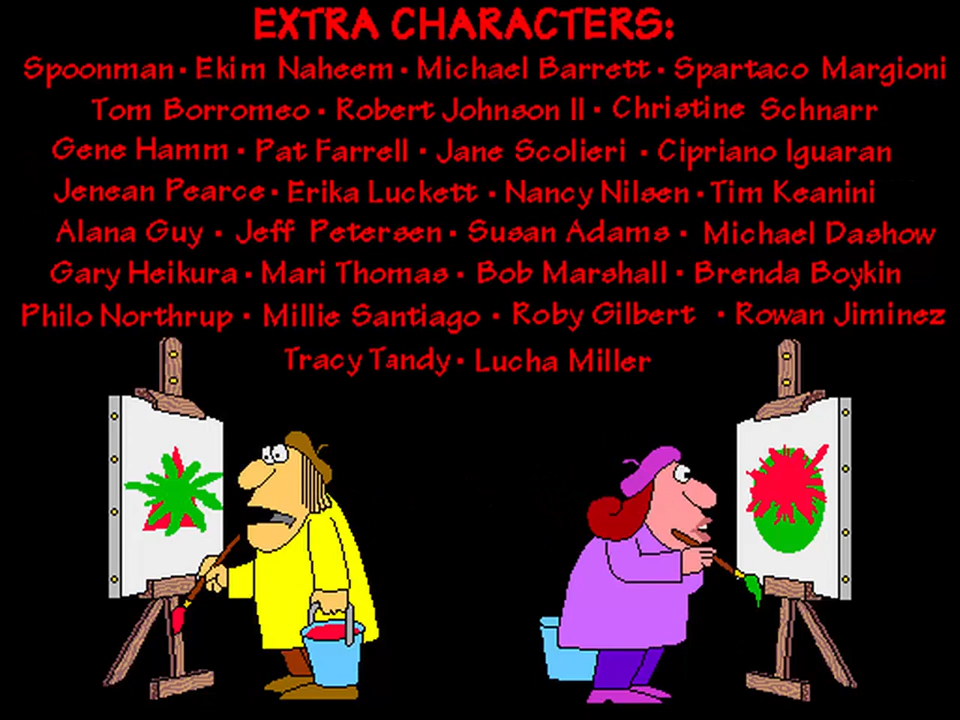 EXTRA CHARACTERS:
Spoonman · Ekim Naheem · Michael Barrett · Spartaco Margioni
Tom Borromeo · Robert Johnson II · Christine Schnarr
Gene Hamm · Pat Farrell · Jane Scolieri · Cipriano Iguaran
Jenean Pearce · Erika Luckett · Nancy Nilsen · Tim Keanini
Alana Guy · Jeff Petersen · Susan Adams · Michael Dashow
Gary Heikura · Mari Thomas · Bob Marshall · Brenda Boykin
Philo Northrup · Millie Santiago · Roby Gilbert · Rowan Jiminez
Tracy Tandy · Lucha Miller